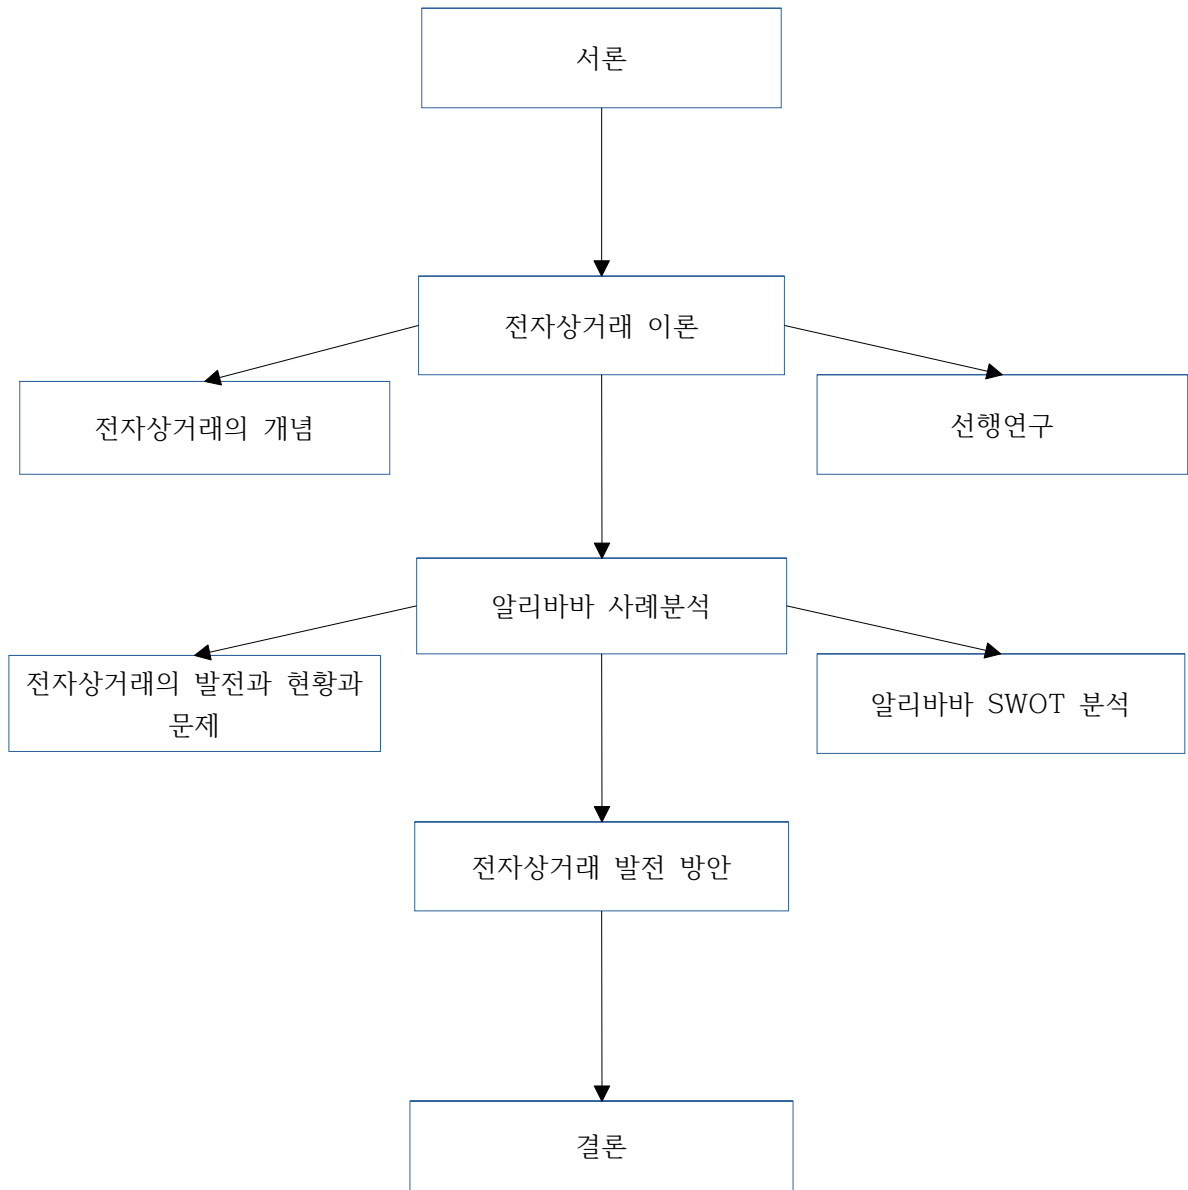 서론
전자상거래 이론
전자상거래의 개념
선행연구
알리바바 사례분석
전자상거래의 발전과 현황과
문제
알리바바 SWOT 분석
전자상거래 발전 방안
결론